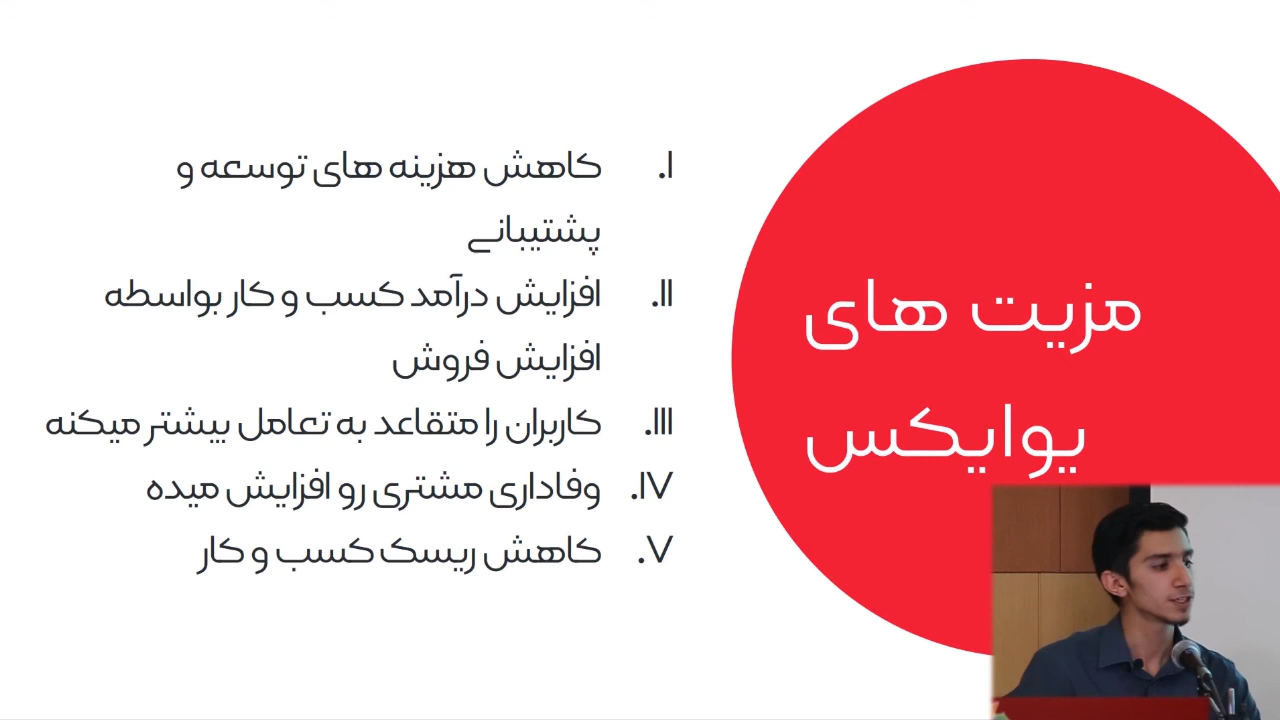 مزیت های
یوایکس
I. کاهش هزینه های توسعه و
پشتیبانی
II. افزایش درآمد کسب و کار بواسطه
افزایش فروش
III. کاربران را متقاعد به تعامل بیشتر میکنه
IV. وفاداری مشتری رو افزایش میده
V. کاهش ریسک کسب و کار